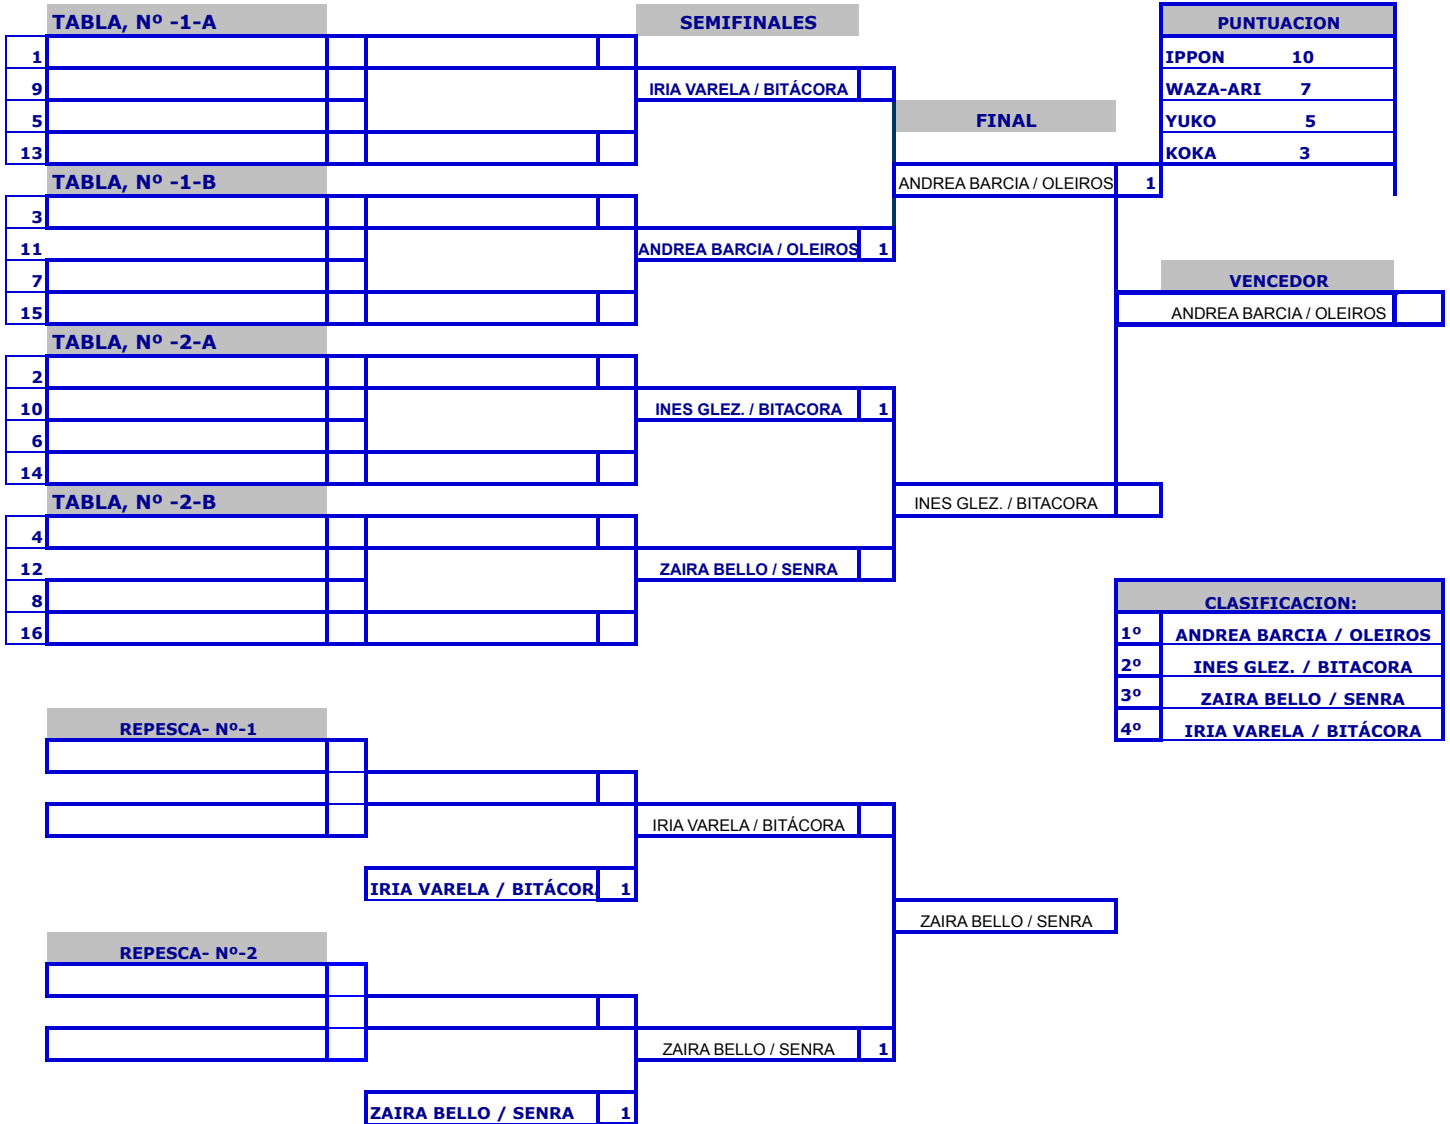 TABLA, Nº -1-A
SEMIFINALES
PUNTUACION
1
IPPON 10
9
IRIA VARELA / BITÁCORA
WAZA-ARI 7
5
FINAL
YUKO 5
13
KOKA 3
TABLA, Nº -1-B
ANDREA BARCIA / OLEIROS 1
3
11
ANDREA BARCIA / OLEIROS 1
7
VENCEDOR
15
ANDREA BARCIA / OLEIROS
TABLA, Nº -2-A
2
10
INES GLEZ. / BITACORA 1
6
14
TABLA, Nº -2-B
INES GLEZ. / BITACORA
4
12
ZAIRA BELLO / SENRA
8
CLASIFICACION:
16
1º ANDREA BARCIA / OLEIROS
2º INES GLEZ. / BITACORA
3º ZAIRA BELLO / SENRA
4º IRIA VARELA / BITÁCORA
REPESCA- Nº-1
IRIA VARELA / BITÁCORA
IRIA VARELA / BITÁCOR 1
ZAIRA BELLO / SENRA
REPESCA- Nº-2
ZAIRA BELLO / SENRA 1
ZAIRA BELLO / SENRA 1